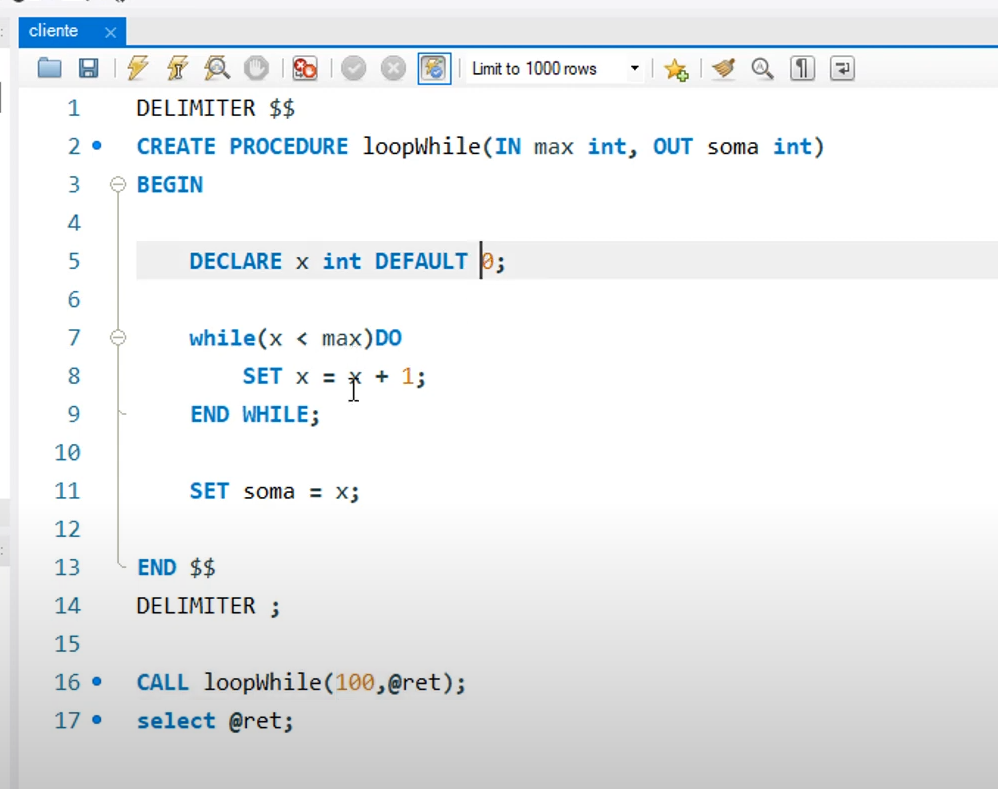 cliente
Limit to 1000 rows
1 DELIMITER $$
2 CREATE PROCEDURE loopWhile(IN max int, OUT soma int)
3 BEGIN
4
5 DECLARE x int DEFAULT 0;
6
7 while(x < max)DO
8 SET x = x + 1;
9 END WHILE;
10
11 SET soma = x;
12
13 END $$
14 DELIMITER ;
15
16 CALL loopWhile(100,@ret);
17 select @ret;